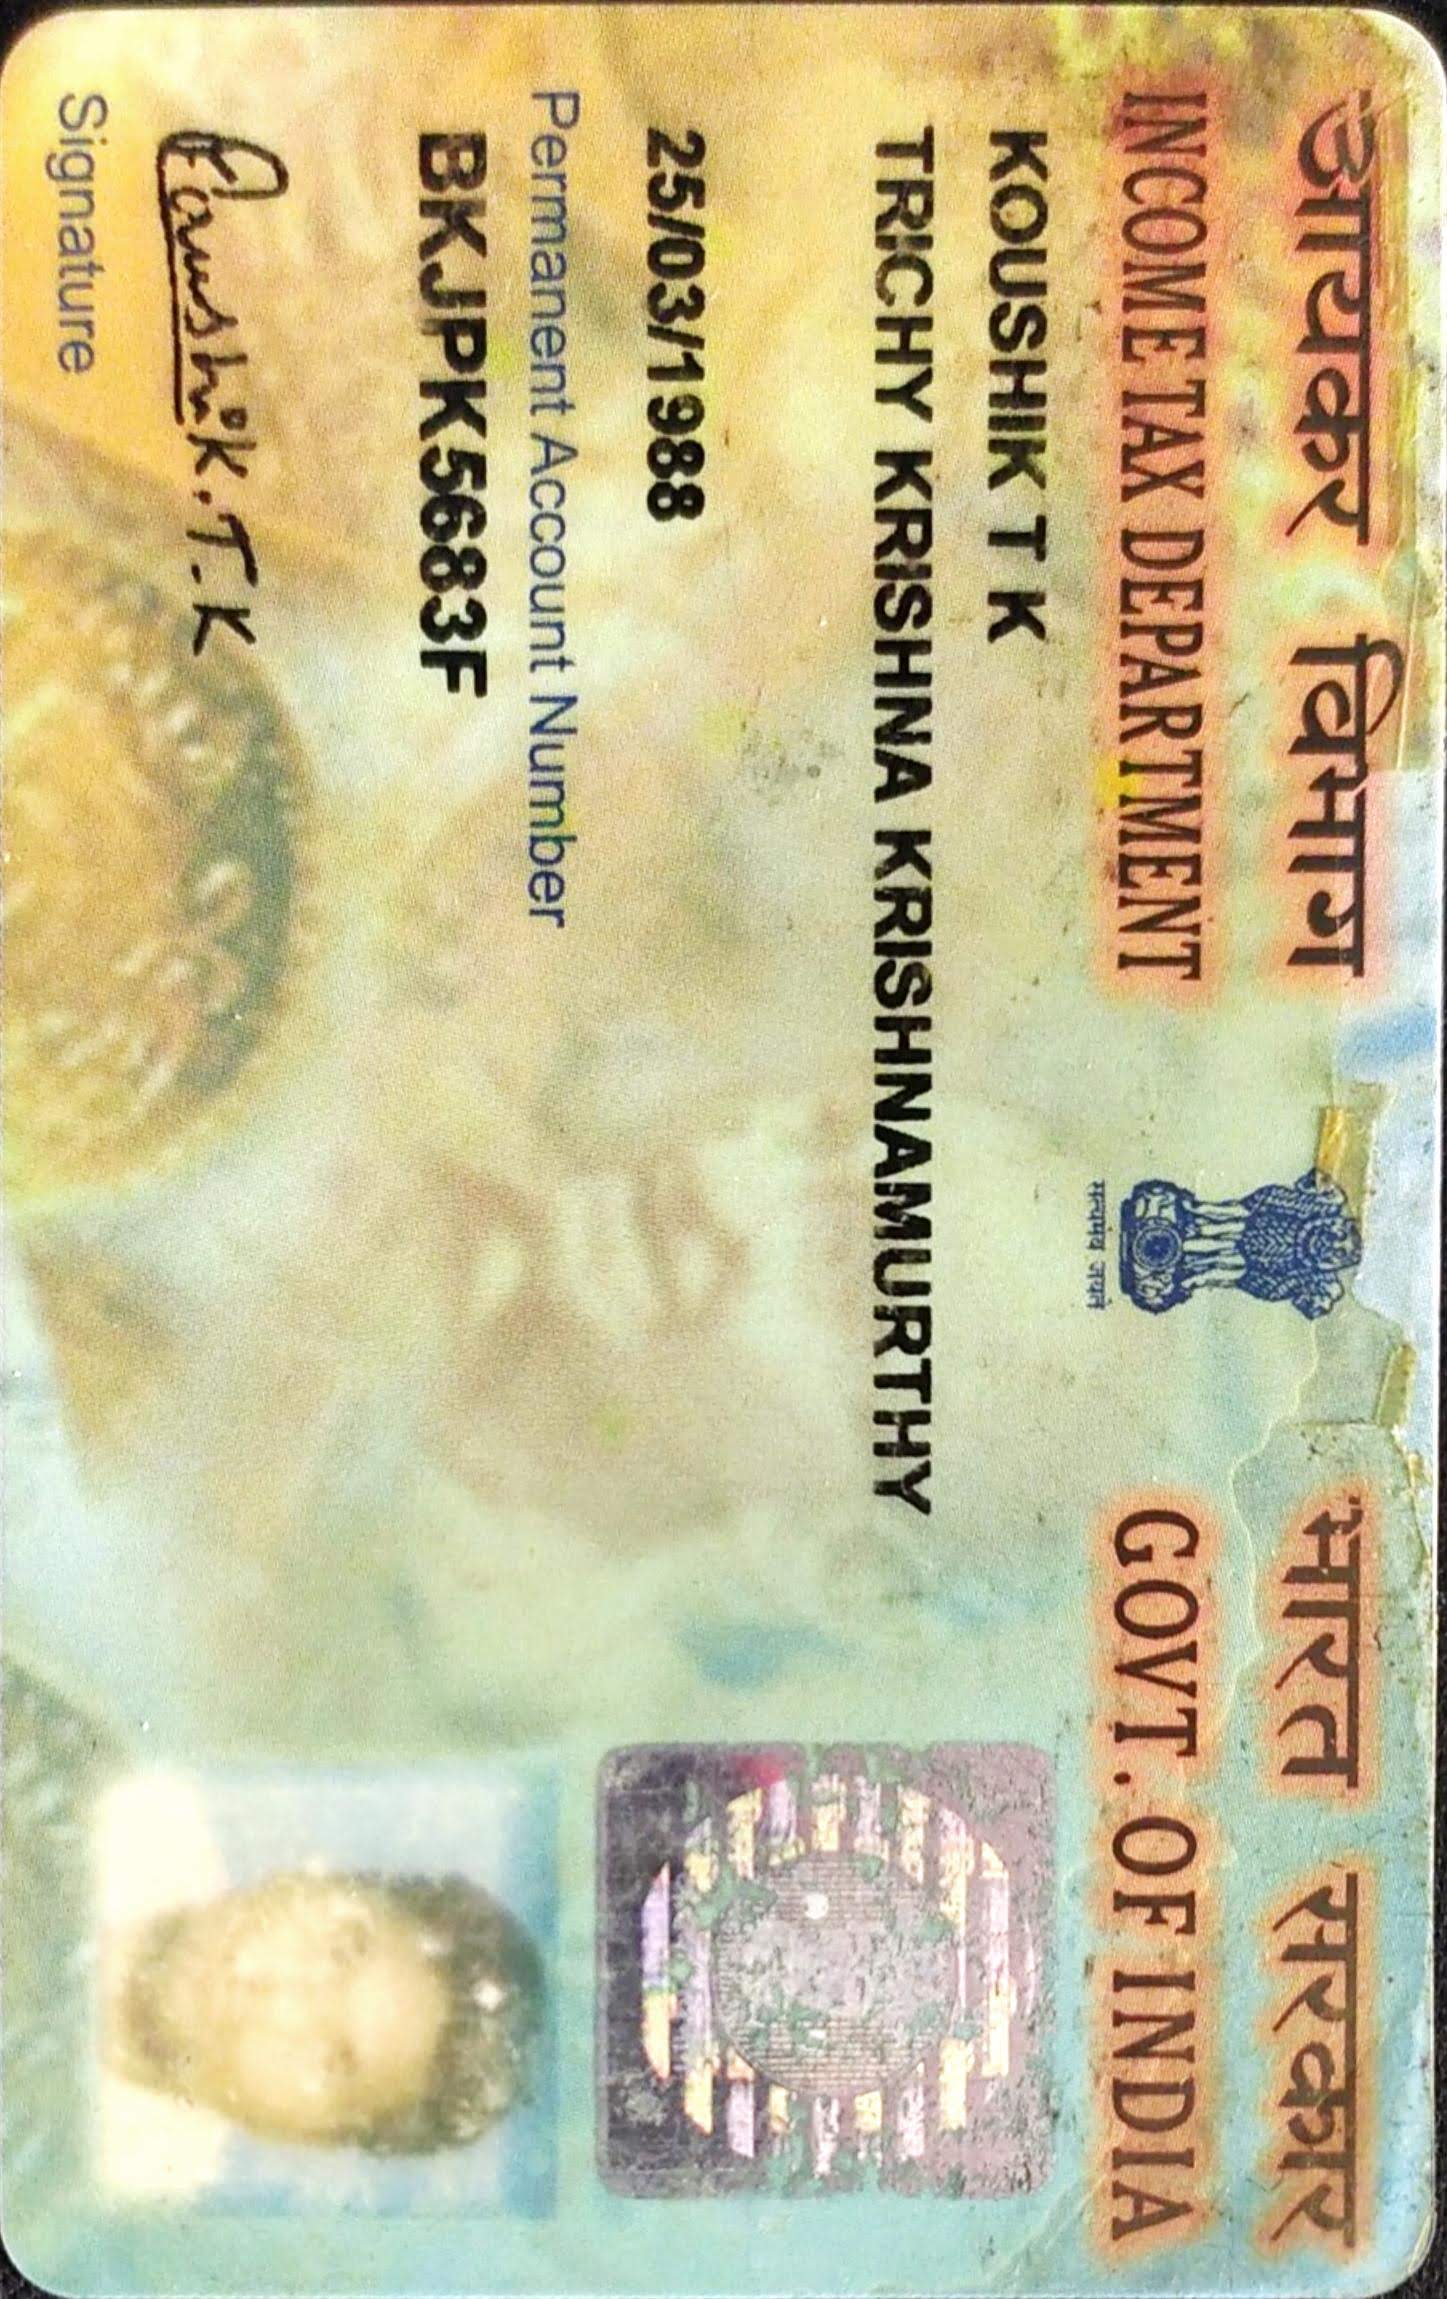 आयकर विभाग
INCOME TAX DEPARTMENT
सत्यमेव जयते
भारत सरकार
GOVT. OF INDIA
KOUSHIK T K
TRICHY KRISHNA KRISHNAMURTHY
25/03/1988
Permanent Account Number
BKJPK5683F
Koushik.T.K
Signature